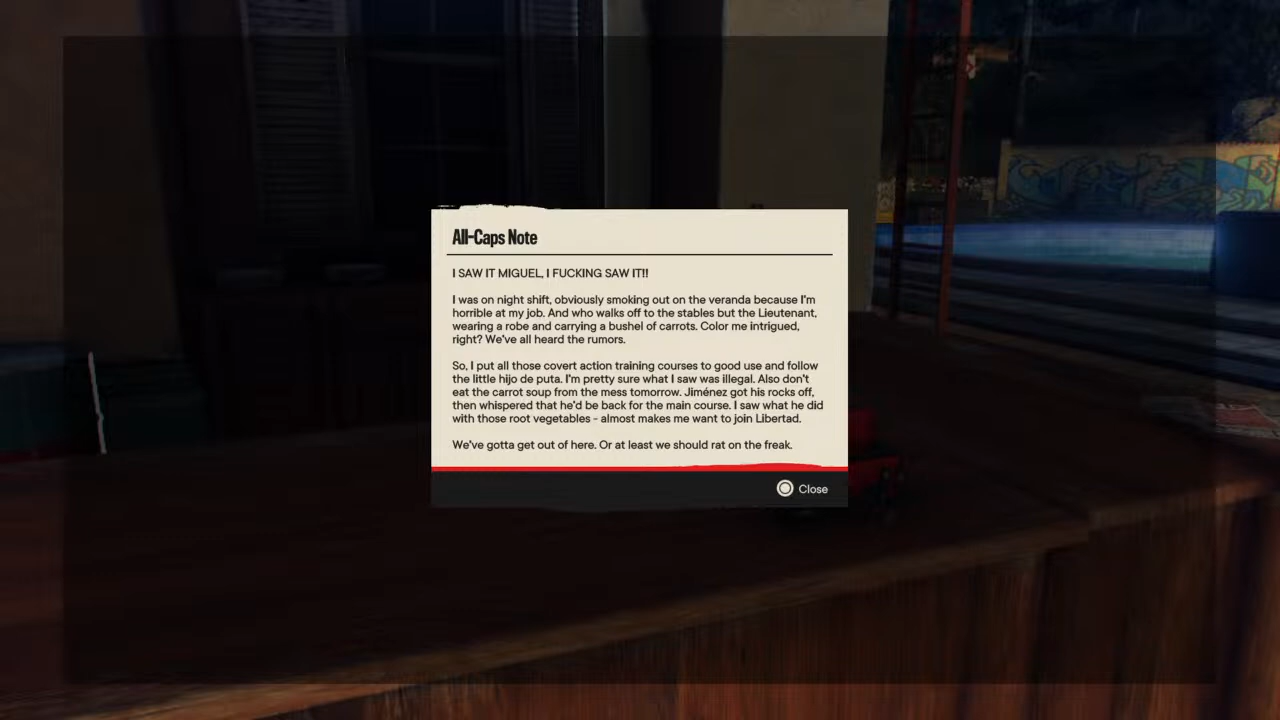 All-Caps Note
I SAW IT MIGUEL, I FUCKING SAW IT!!
I was on night shift, obviously smoking out on the veranda because I'm
horrible at my job. And who walks off to the stables but the Lieutenant,
wearing a robe and carrying a bushel of carrots. Color me intrigued,
right? We've all heard the rumors.
So, I put all those covert action training courses to good use and follow
the little hijo de puta. I'm pretty sure what I saw was illegal. Also don't
eat the carrot soup from the mess tomorrow. Jiménez got his rocks off,
then whispered that he'd be back for the main course. I saw what he did
with those root vegetables - almost makes me want to join Libertad.
We've gotta get out of here. Or at least we should rat on the freak.
Close